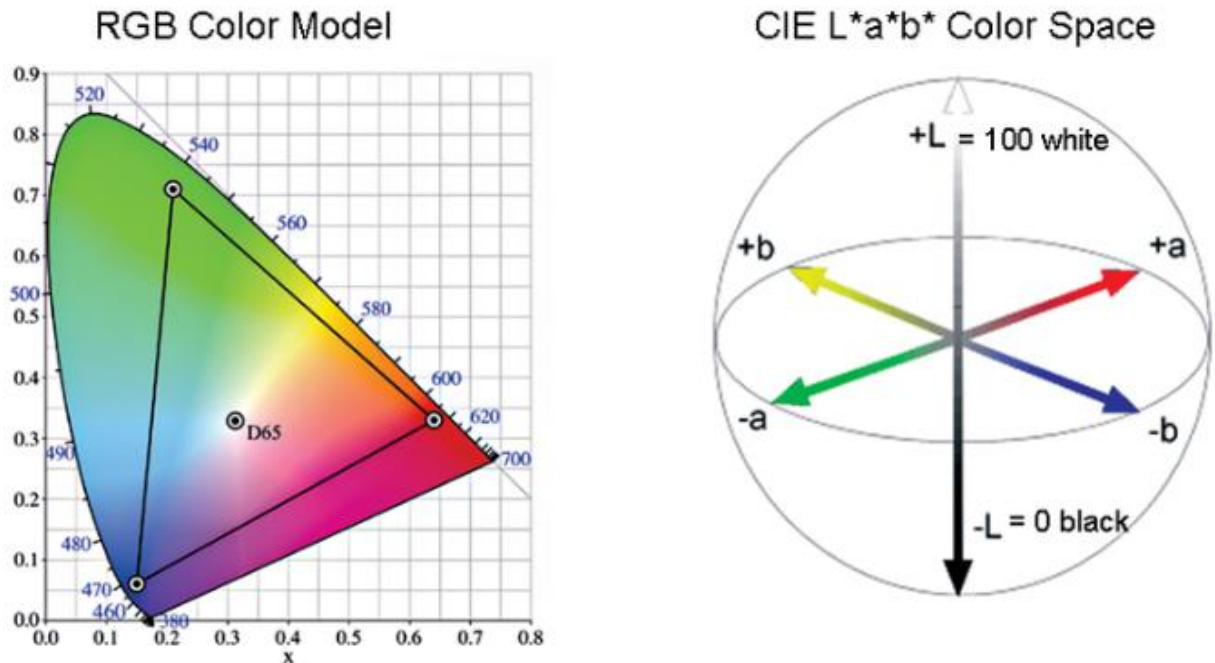 RGB Color Model
0.9
0.8
0.7
0.6
0.5
0.4
0.3
0.2
0.1
0.0
0.0 0.1 0.2 0.3 0.4 0.5 0.6 0.7 0.8
x
520
540
560
580
600
620
700
500
490
480
470
460
380
D65
CIE L*a*b* Color Space
+L = 100 white
+b
+a
-a
-b
-L = 0 black